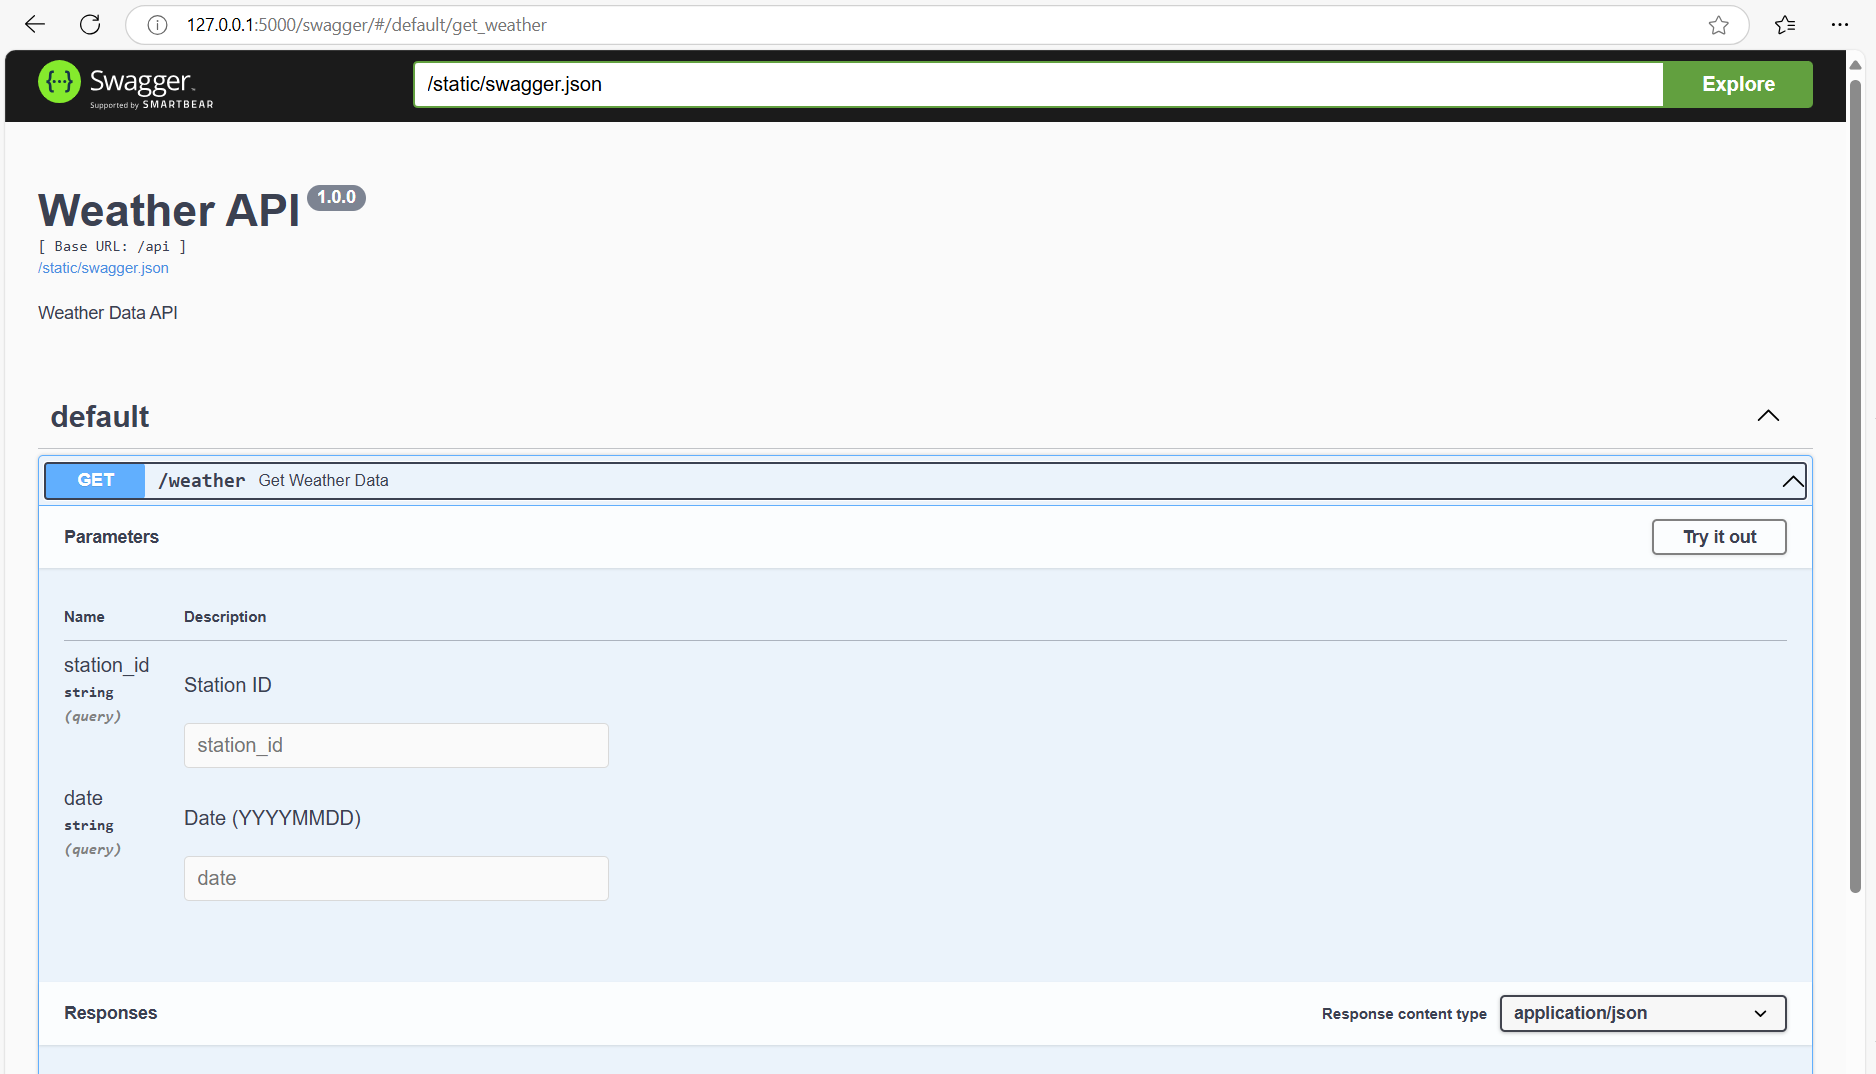 127.0.0.1:5000/swagger/#/default/get_weather
{···} Swagger.
Supported by SMARTBEAR
/static/swagger.json
Explore
Weather API 1.0.0
[ Base URL: /api ]
/static/swagger.json
Weather Data API
default
GET /weather Get Weather Data
Parameters
Try it out
Name Description
station_id
string
(query)
Station ID
station_id
date
string
(query)
Date (YYYYMMDD)
date
Responses
Response content type
application/json